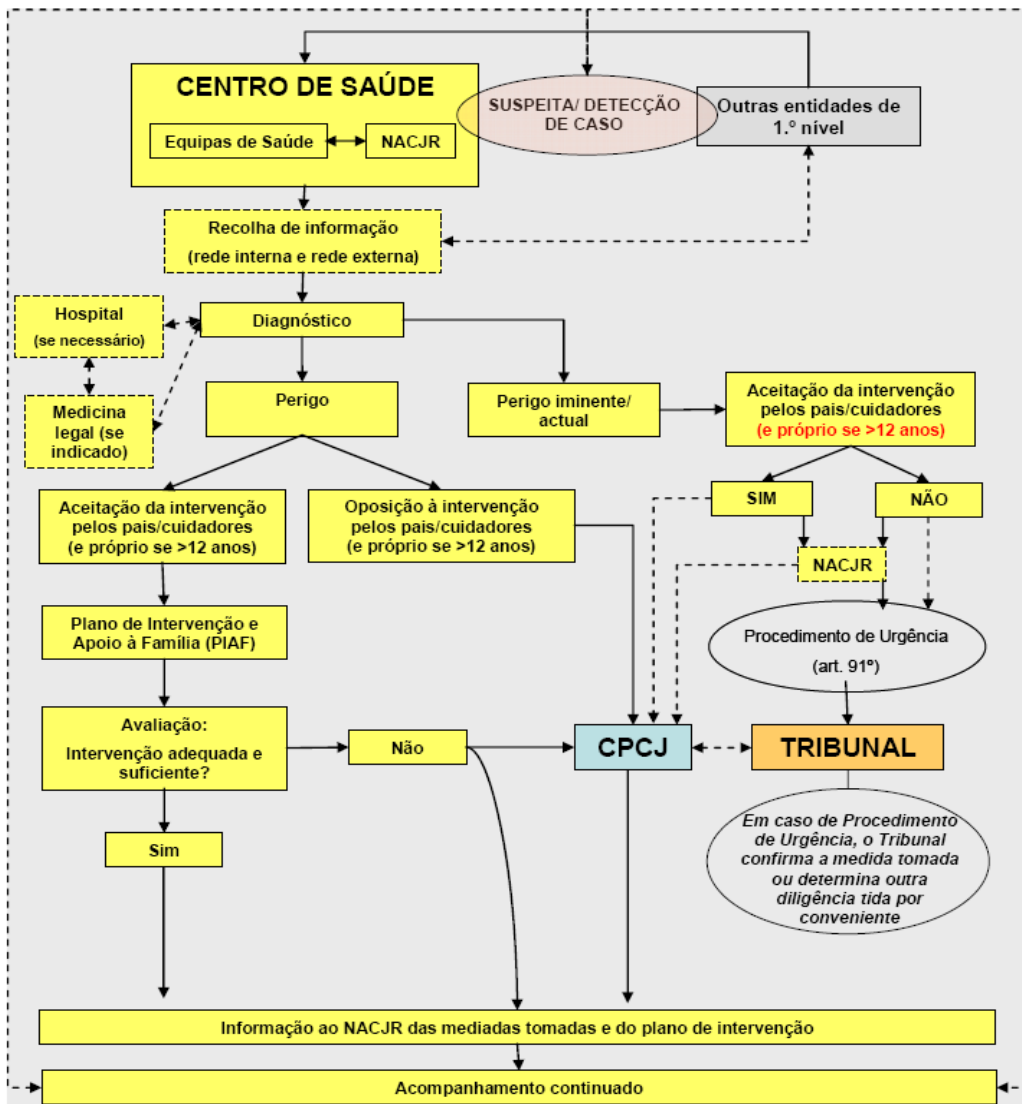 CENTRO DE SAÚDE
Equipas de Saúde
NACJR
SUSPEITA/ DETECÇÃO
DE CASO
Outras entidades de
1.º nível
Recolha de informação
(rede interna e rede externa)
Hospital
(se necessário)
Diagnóstico
Medicina
legal (se
indicado)
Perigo
Perigo iminente/
actual
Aceitação da intervenção
pelos pais/cuidadores
(e próprio se >12 anos)
Aceitação da intervenção
pelos pais/cuidadores
(e próprio se >12 anos)
Oposição à intervenção
pelos pais/cuidadores
(e próprio se >12 anos)
SIM
NÃO
NACJR
Plano de Intervenção e
Apoio à Família (PIAF)
Procedimento de Urgência
(art. 91º)
Avaliação:
Intervenção adequada e
suficiente?
Não
CPCJ
TRIBUNAL
Sim
Em caso de Procedimento
de Urgência, o Tribunal
confirma a medida tomada
ou determina outra
diligência tida por
conveniente
Informação ao NACJR das mediadas tomadas e do plano de intervenção
Acompanhamento continuado